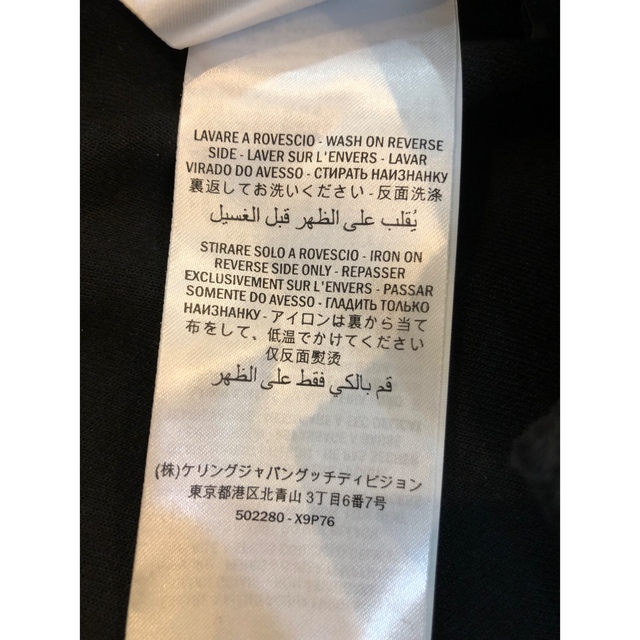 LAVARE A ROVESCIO - WASH ON REVERSE
SIDE - LAVER SUR L'ENVERS - LAVAR
VIRADO DO AVESSO - СТИРАТЬ НАИЗНАНКУ
裏返してお洗いください - 反面洗涤
يُقلب على الظهر قبل الغسيل
STIRARE SOLO A ROVESCIO - IRON ON
REVERSE SIDE ONLY - REPASSER
EXCLUSIVEMENT SUR L'ENVERS - PASSAR
SOMENTE DO AVESSO - ГЛАДИТЬ ТОЛЬКО
НАИЗНАНКУ - アイロンは裏から当て
布をして、低温でかけてください
仅反面熨烫
قم بالكي فقط على الظهر
(株)ケリングジャパングッチディビジョン
東京都港区北青山 3丁目6番7号
502280 - X9P76